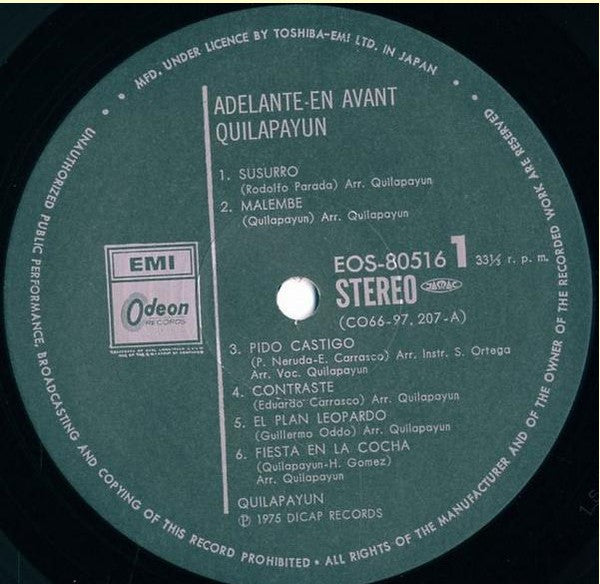 • MFD. UNDER LICENCE BY TOSHIBA-EMI LTD. IN JAPAN •
ADELANTE-EN AVANT
QUILAPAYUN
1. SUSURRO
(Rodolfo Parada) Arr. Quilapayun
2. MALEMBE
(Quilapayun) Arr. Quilapayun
EMI
Odeon
RECORDS
EOS-80516 1 33⅓ r. p. m.
STEREO JASRAC
(CO66-97, 207-A)
3. PIDO CASTIGO
(P. Neruda-E. Carrasco) Arr. Instr. S. Ortega
Arr. Voc. Quilapayun
4. CONTRASTE
(Eduardo Carrasco) Arr. Quilapayun
5. EL PLAN LEOPARDO
(Guillermo Oddo) Arr. Quilapayun
6. FIESTA EN LA COCHA
(Quilapayun-H. Gomez)
Arr. Quilapayun
QUILAPAYUN
Ⓟ 1975 DICAP RECORDS
UNAUTHORIZED PUBLIC PERFORMANCE, BROADCASTING AND COPYING OF THIS RECORD PROHIBITED • ALL RIGHTS OF THE MANUFACTURER AND OF THE OWNER OF THE RECORDED WORK ARE RESERVED